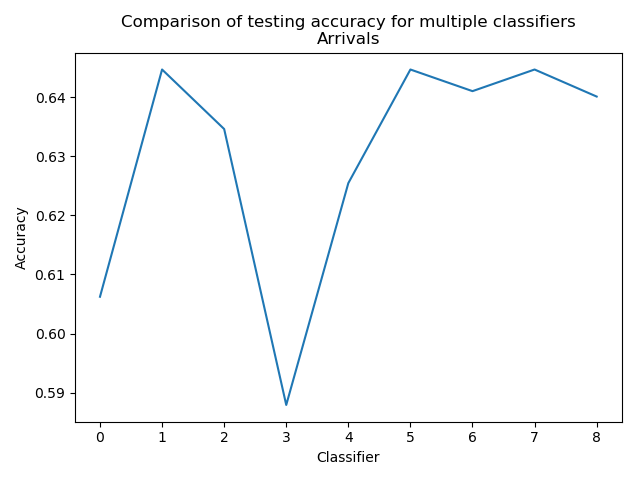 Comparison of testing accuracy for multiple classifiers
Arrivals
0.64
0.63
0.62
0.61
0.60
0.59
Accuracy
0 1 2 3 4 5 6 7 8
Classifier